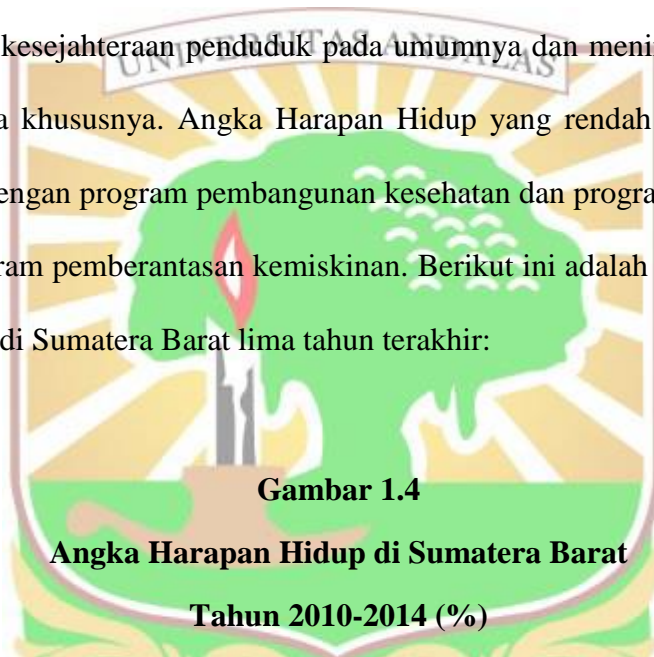 kesejahteraan penduduk pada umumnya dan meni
UNIVERSITAS ANDALAS
khususnya. Angka Harapan Hidup yang rendah
engan program pembangunan kesehatan dan progra
ram pemberantasan kemiskinan. Berikut ini adalah
di Sumatera Barat lima tahun terakhir:
Gambar 1.4
Angka Harapan Hidup di Sumatera Barat
Tahun 2010-2014 (%)